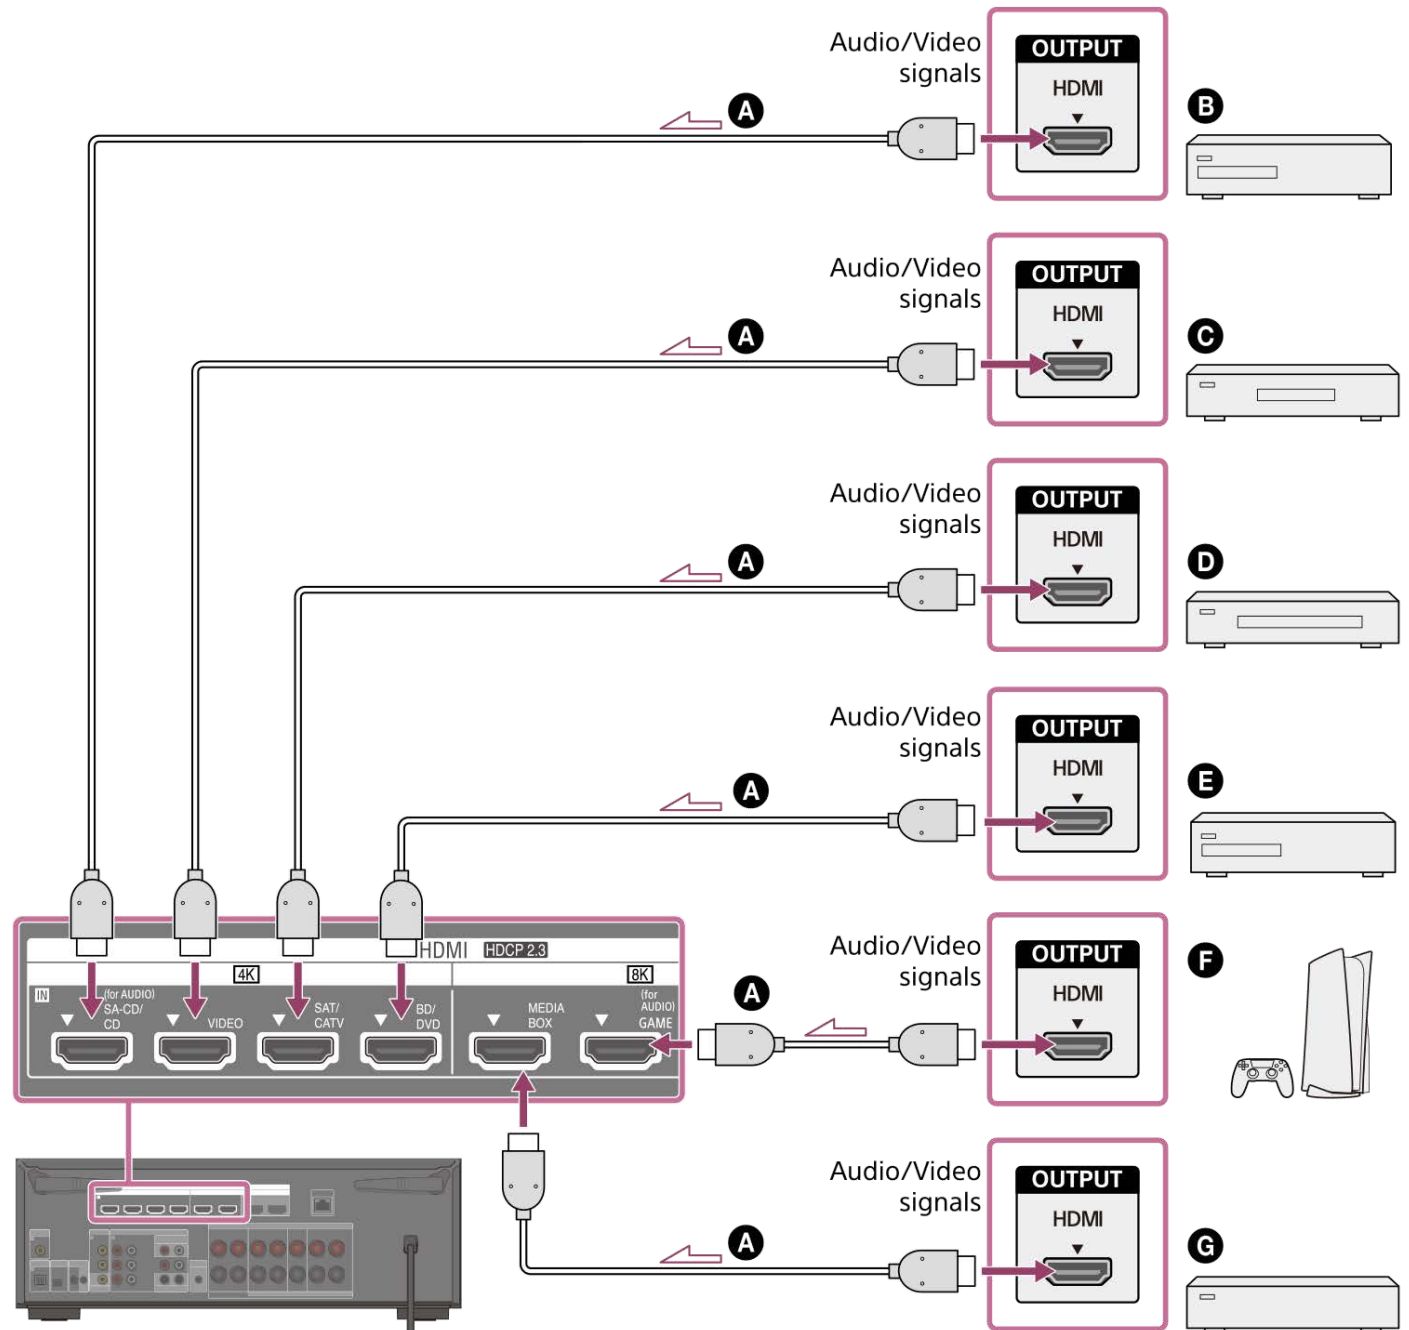 Audio/Video
signals
OUTPUT
HDMI
A
B
Audio/Video
signals
OUTPUT
HDMI
A
C
Audio/Video
signals
OUTPUT
HDMI
A
D
Audio/Video
signals
OUTPUT
HDMI
A
E
HDMI HDCP 2.3
4K 8K
IN
(for AUDIO)
SA-CD/
CD
VIDEO
SAT/
CATV
BD/
DVD
MEDIA
BOX
(for
AUDIO)
GAME
Audio/Video
signals
OUTPUT
HDMI
A
F
Audio/Video
signals
OUTPUT
HDMI
A
G